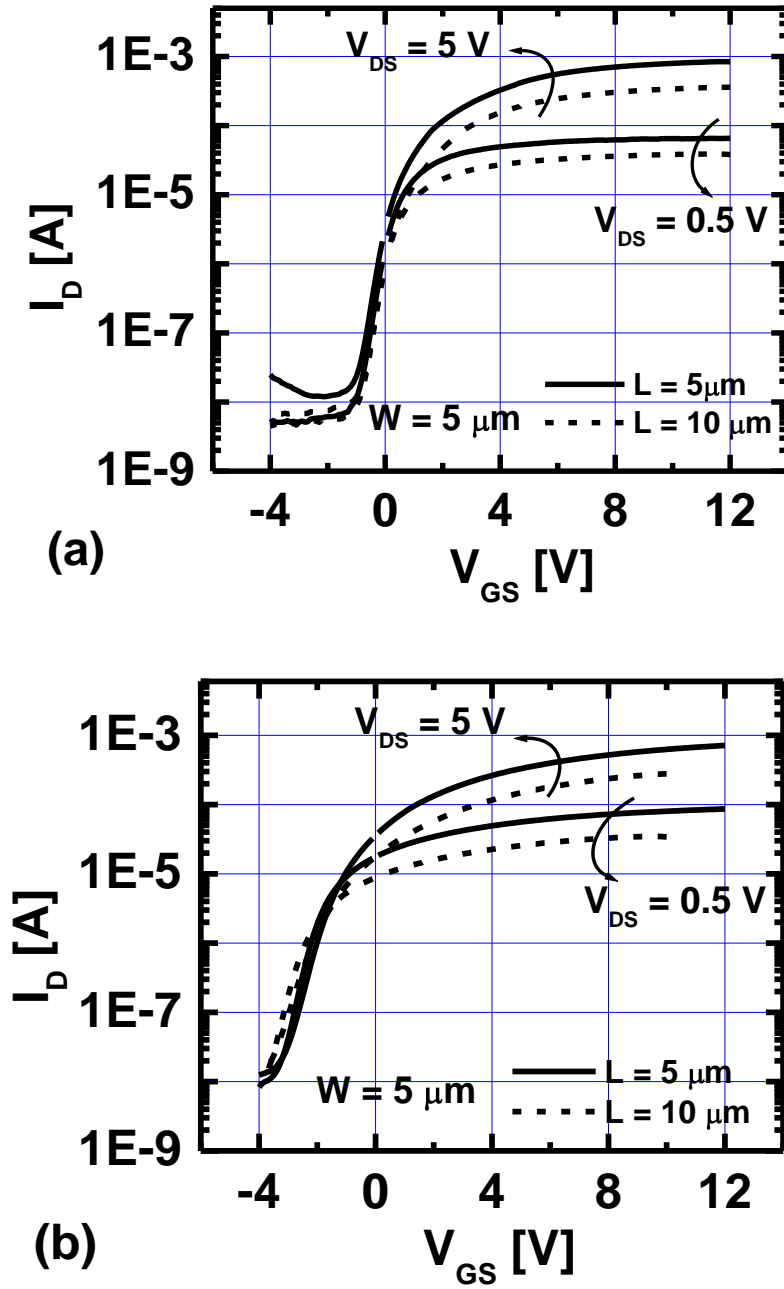 V_DS = 5 V
1E-3
1E-5
1E-7
1E-9
I_D [A]
V_DS = 0.5 V
L = 5μm
W = 5 μm
L = 10 μm
-4 0 4 8 12
V_GS [V]
(a)
V_DS = 5 V
1E-3
1E-5
1E-7
1E-9
I_D [A]
V_DS = 0.5 V
L = 5 μm
W = 5 μm
L = 10 μm
-4 0 4 8 12
V_GS [V]
(b)